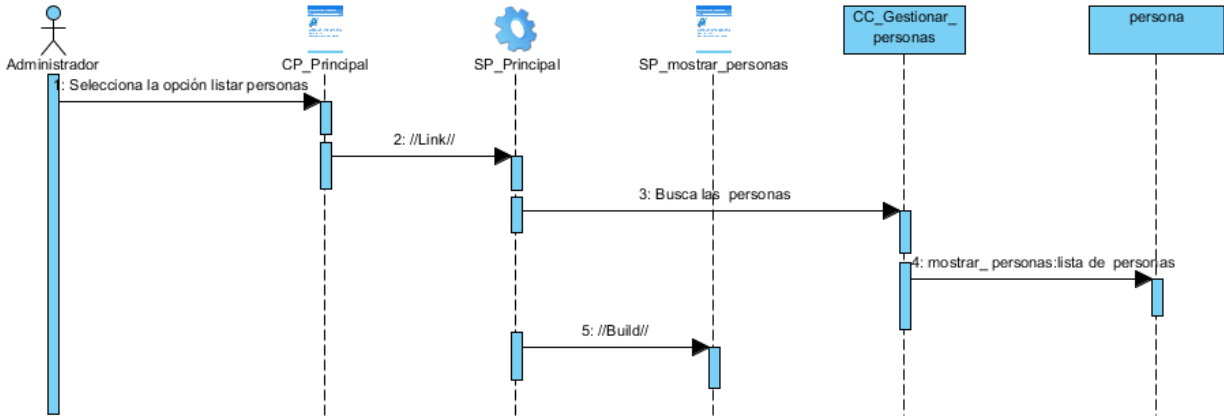 CC_Gestionar_
personas
persona
Administrador
CP_Principal
SP_Principal
SP_mostrar_personas
1: Selecciona la opción listar personas
2: //Link//
3: Busca las personas
4: mostrar_ personas:lista de personas
5: //Build//